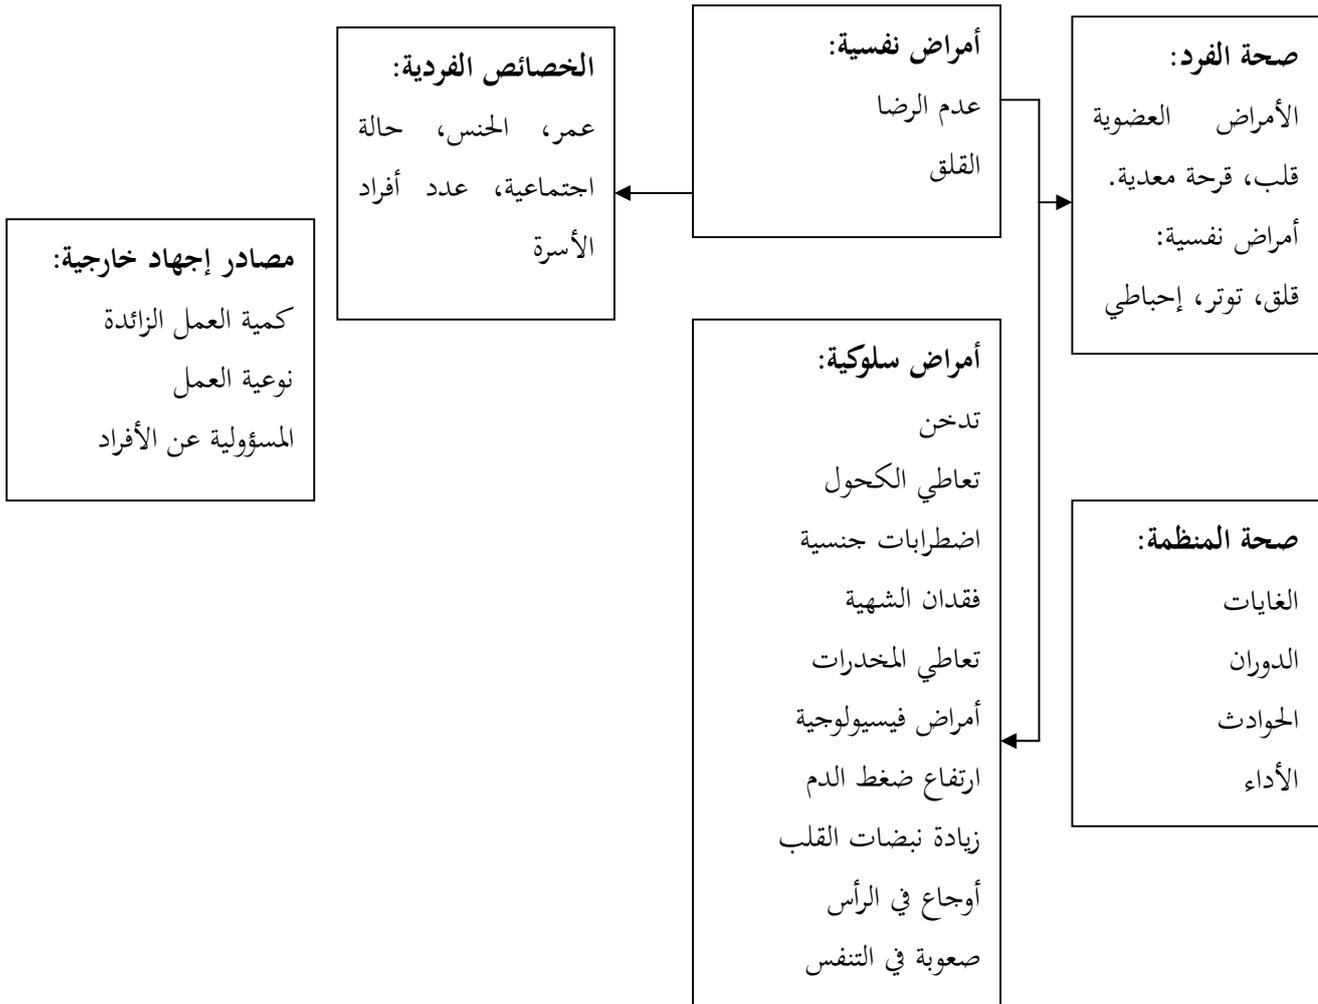 صحة الفرد:
الأمراض العضوية
قلب، قرحة معدية.
أمراض نفسية:
قلق، توتر، إحباطي
صحة المنظمة:
الغايات
الدوران
الحوادث
الأداء
أمراض نفسية:
عدم الرضا
القلق
أمراض سلوكية:
تدخن
تعاطي الكحول
اضطرابات جنسية
فقدان الشهية
تعاطي المخدرات
أمراض فيسيولوجية
ارتفاع ضغط الدم
زيادة نبضات القلب
أوجاع في الرأس
صعوبة في التنفس
الخصائص الفردية:
عمر، الحنس، حالة
اجتماعية، عدد أفراد
الأسرة
مصادر إجهاد خارجية:
كمية العمل الزائدة
نوعية العمل
المسؤولية عن الأفراد